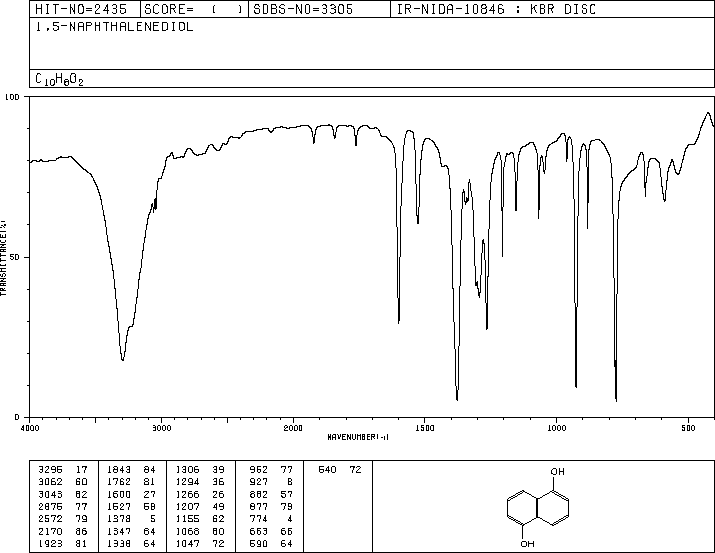 HIT-NO=2435 SCORE= ( ) SDBS-NO=3305 IR-NIDA-10846 : KBR DISC
1,5-NAPHTHALENEDIOL
C10H8O2
100
TRANSMITTANCE(%)
50
0
4000 3000 2000 1500 1000 500
WAVENUMBER(-1)
3295 17 1843 84 1306 39 962 77 540 72
3062 60 1762 81 1294 36 927 8
3043 62 1600 27 1266 26 882 57
2875 77 1527 58 1207 49 877 79
2572 79 1378 5 1155 62 774 4
2170 86 1347 64 1068 60 663 66
1923 81 1338 64 1047 72 590 64
OH
OH